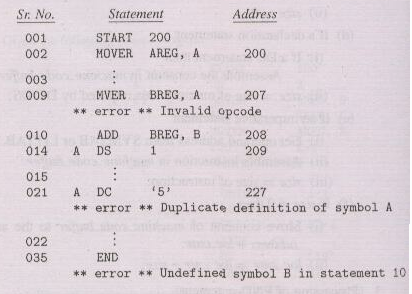 Sr. No. Statement Address
001 START 200
002 MOVER AREG, A 200
⋮
009 MVER BREG, A 207
** error ** Invalid opcode
010 ADD BREG, B 208
014 A DS 1 209
015 ⋮
021 A DC '5' 227
** error ** Duplicate definition of symbol A
022 ⋮
035 END
** error ** Undefined symbol B in statement 10